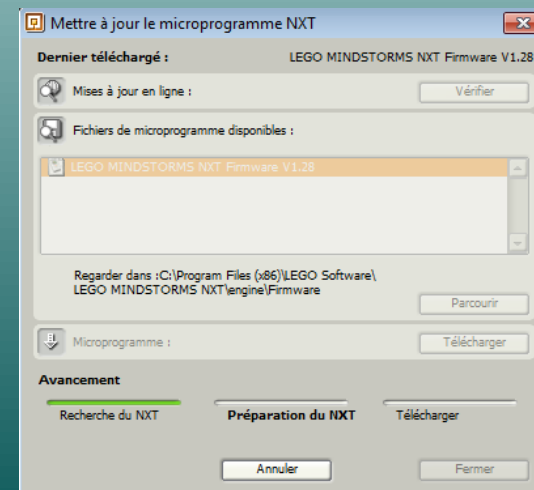 Mettre à jour le microprogramme NXT
Dernier téléchargé : LEGO MINDSTORMS NXT Firmware V1.28
Mises à jour en ligne : Vérifier
Fichiers de microprogramme disponibles :
LEGO MINDSTORMS NXT Firmware V1.28
Regarder dans :C:\Program Files (x86)\LEGO Software\
LEGO MINDSTORMS NXT\engine\Firmware
Parcourir
Microprogramme : Télécharger
Avancement
Recherche du NXT Préparation du NXT Télécharger
Annuler Fermer